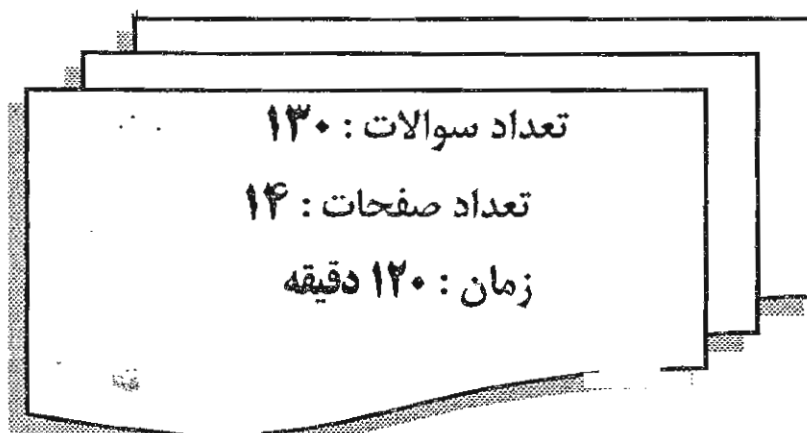 تعداد سوالات : ۱۳۰
تعداد صفحات : ۱۴
زمان : ۱۲۰ دقیقه